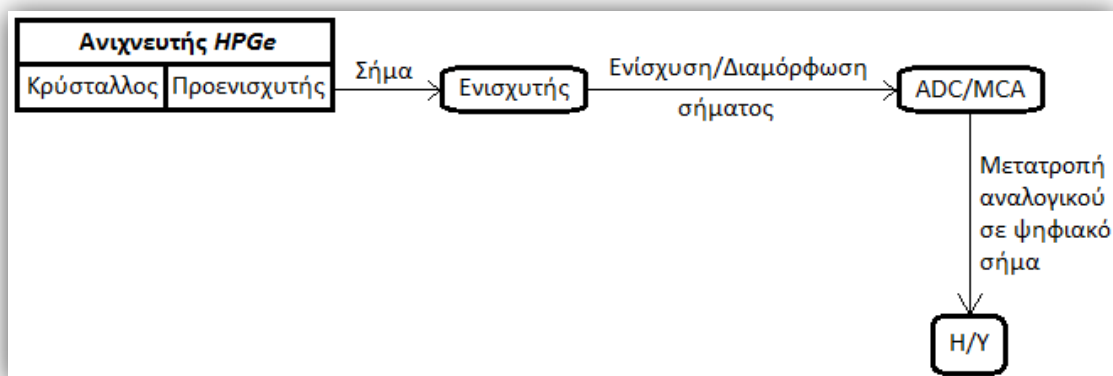 Ανιχνευτής HPGe
Κρύσταλλος Προενισχυτής
Σήμα
Ενισχυτής
Ενίσχυση/Διαμόρφωση
σήματος
ADC/MCA
Μετατροπή
αναλογικού
σε ψηφιακό
σήμα
Η/Υ